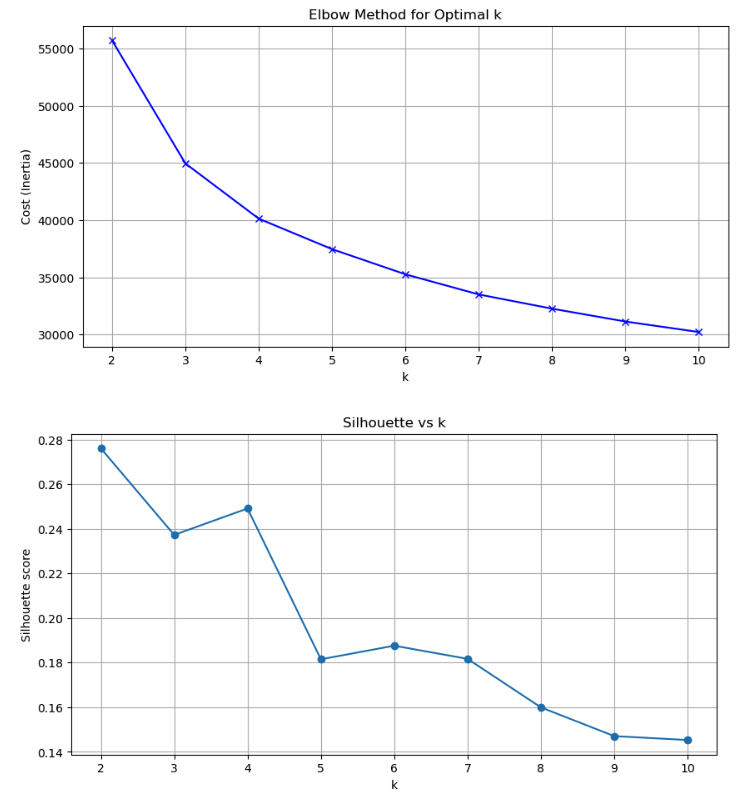 Elbow Method for Optimal k
55000
50000
45000
40000
35000
30000
Cost (Inertia)
2 3 4 5 6 7 8 9 10
k
Silhouette vs k
0.28
0.26
0.24
0.22
0.20
0.18
0.16
0.14
Silhouette score
2 3 4 5 6 7 8 9 10
k